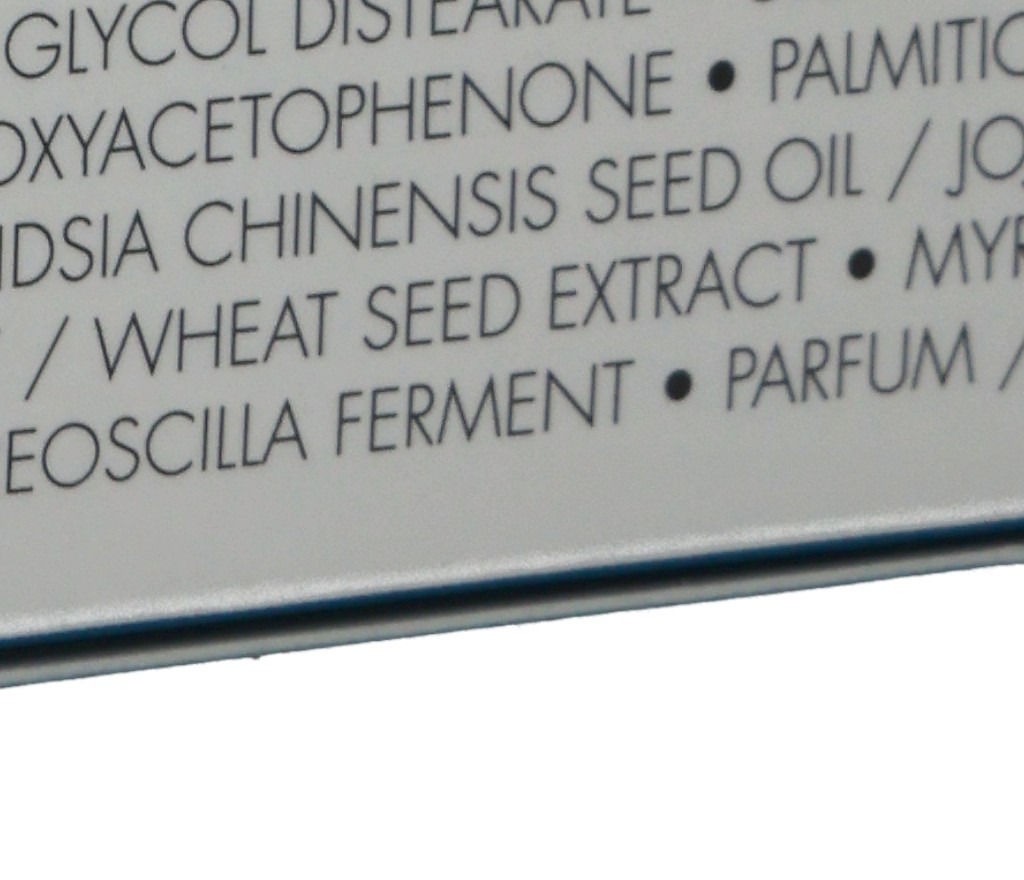 GLYCOL DISTEARATE
OXYACETOPHENONE • PALMITIC
IDSIA CHINENSIS SEED OIL / JO
/ WHEAT SEED EXTRACT • MYR
EOSCILLA FERMENT • PARFUM /